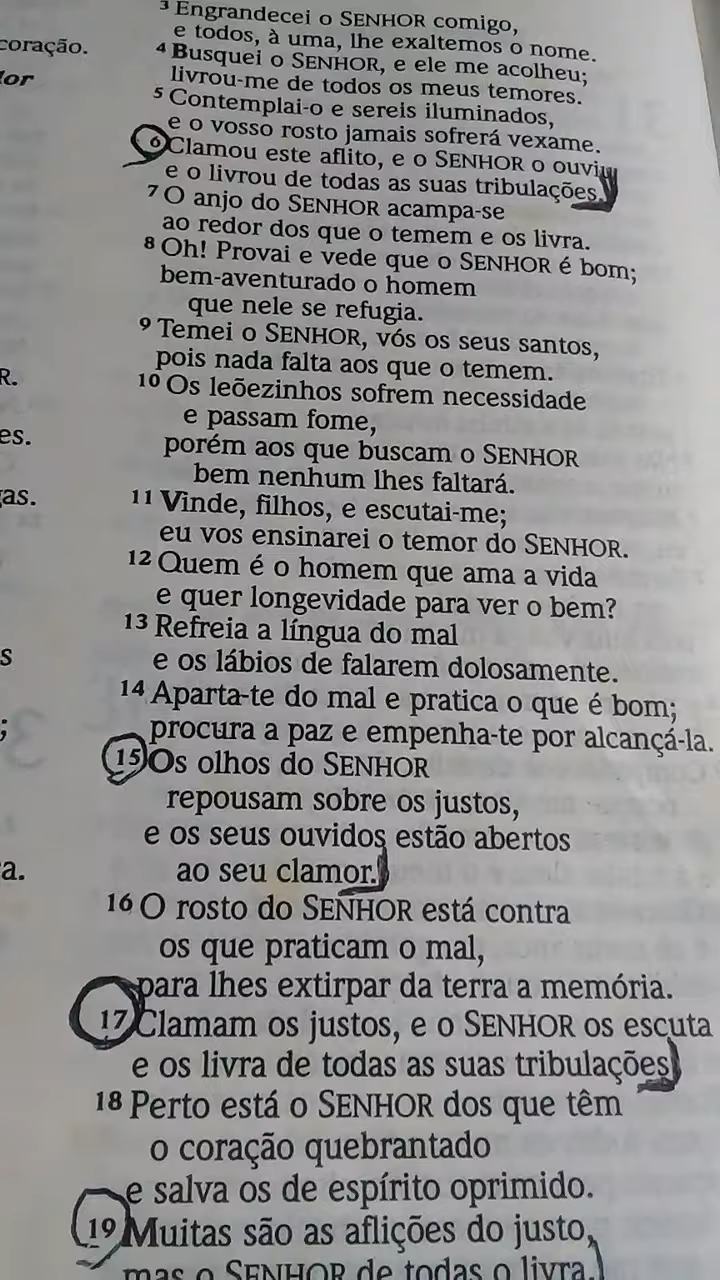 coração.
lor
R.
es.
gas.
s
;
a.
3 Engrandecei o SENHOR comigo,
e todos, à uma, lhe exaltemos o nome.
4 Busquei o SENHOR, e ele me acolheu;
livrou-me de todos os meus temores.
5 Contemplai-o e sereis iluminados,
e o vosso rosto jamais sofrerá vexame.
6 Clamou este aflito, e o SENHOR o ouviu
e o livrou de todas as suas tribulações.
7 O anjo do SENHOR acampa-se
ao redor dos que o temem e os livra.
8 Oh! Provai e vede que o SENHOR é bom;
bem-aventurado o homem
que nele se refugia.
9 Temei o SENHOR, vós os seus santos,
pois nada falta aos que o temem.
10 Os leõezinhos sofrem necessidade
e passam fome,
porém aos que buscam o SENHOR
bem nenhum lhes faltará.
11 Vinde, filhos, e escutai-me;
eu vos ensinarei o temor do SENHOR.
12 Quem é o homem que ama a vida
e quer longevidade para ver o bem?
13 Refreia a língua do mal
e os lábios de falarem dolosamente.
14 Aparta-te do mal e pratica o que é bom;
procura a paz e empenha-te por alcançá-la.
15 Os olhos do SENHOR
repousam sobre os justos,
e os seus ouvidos estão abertos
ao seu clamor.
16 O rosto do SENHOR está contra
os que praticam o mal,
para lhes extirpar da terra a memória.
17 Clamam os justos, e o SENHOR os escuta
e os livra de todas as suas tribulações
18 Perto está o SENHOR dos que têm
o coração quebrantado
e salva os de espírito oprimido.
19 Muitas são as aflições do justo,
mas o SENHOR de todas o livra.